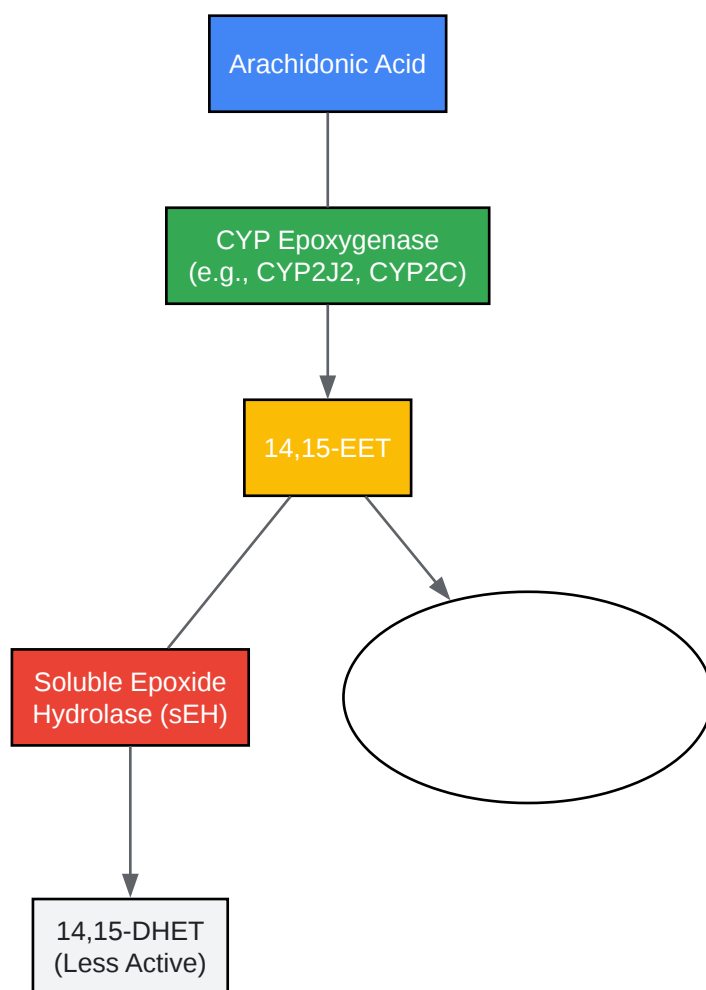 Arachidonic Acid
CYP Epoxygenase
(e.g., CYP2J2, CYP2C)
14,15-EET
Soluble Epoxide
Hydrolase (sEH)
14,15-DHET
(Less Active)